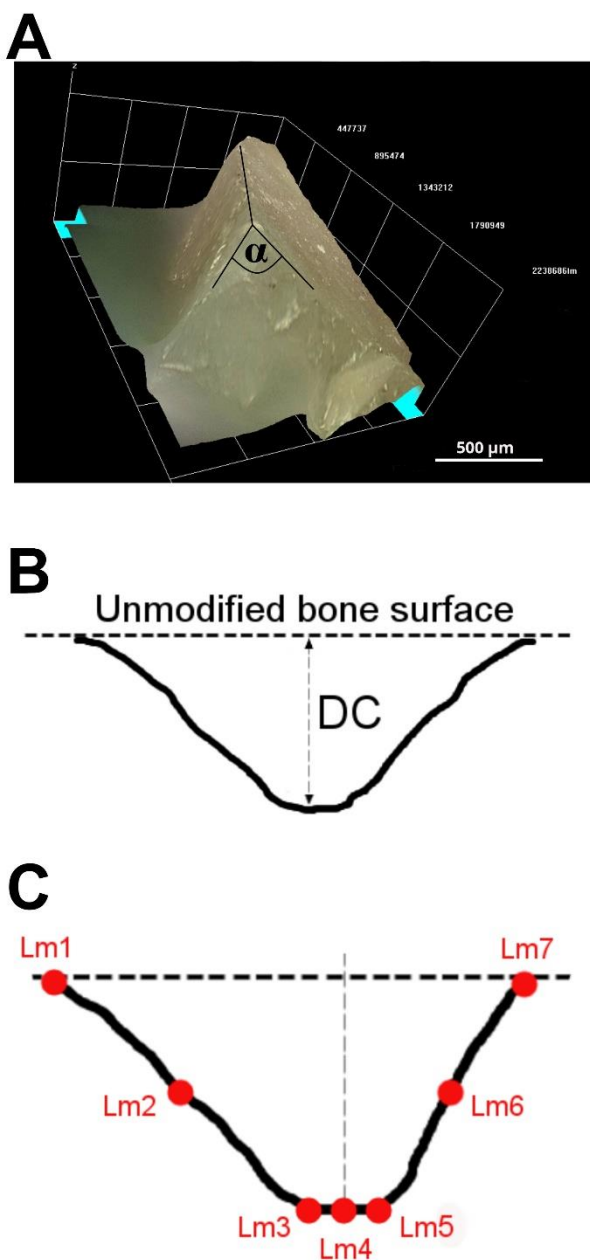 A
z
447737
895474
1343212
1790949
2238686lm
α
500 µm
B
Unmodified bone surface
DC
C
Lm1
Lm7
Lm2
Lm6
Lm3
Lm5
Lm4